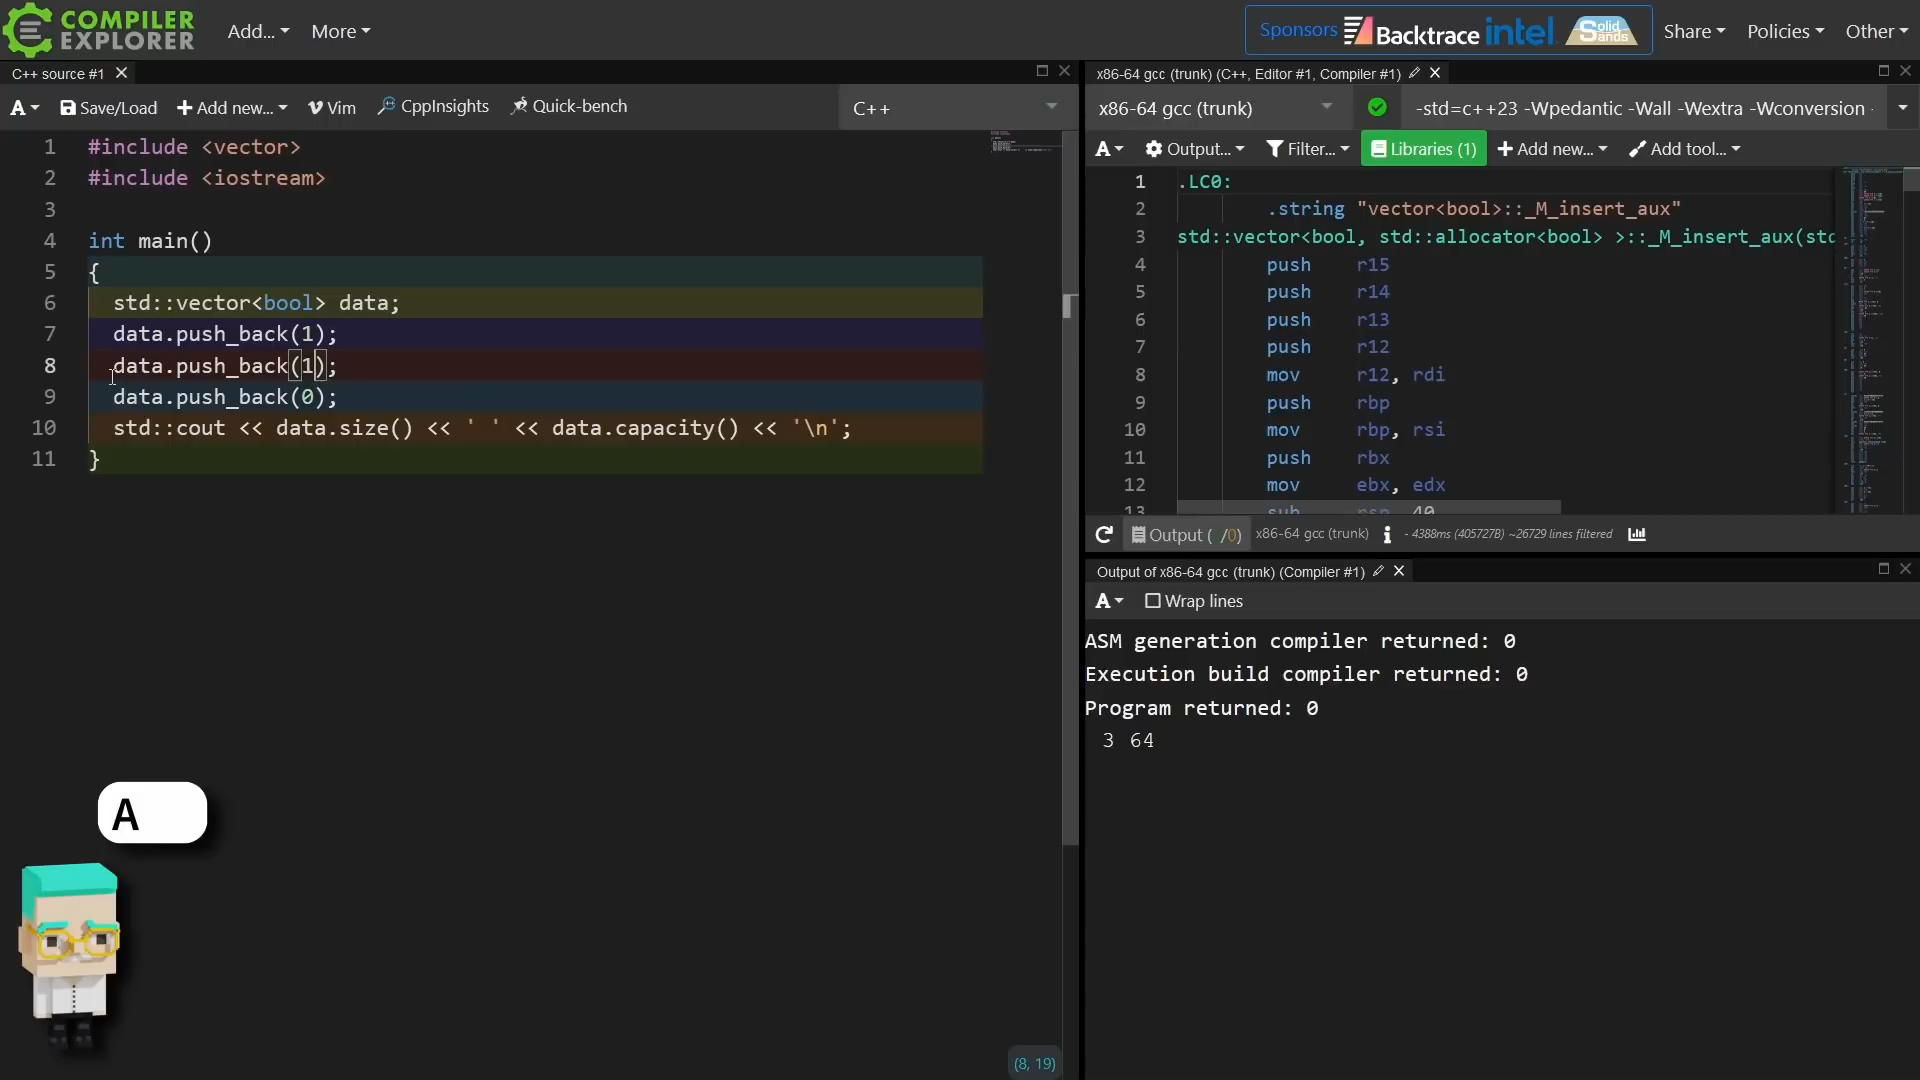 COMPILER
EXPLORER
Add...
More
Sponsors
Backtrace
intel.
Solid
Sands
Share
Policies
Other
C++ source #1
A
Save/Load
Add new...
Vim
CppInsights
Quick-bench
C++
1 #include <vector>
2 #include <iostream>
3
4 int main()
5 {
6 std::vector<bool> data;
7 data.push_back(1);
8 data.push_back(1);
9 data.push_back(0);
10 std::cout << data.size() << ' ' << data.capacity() << '\n';
11 }
A
(8, 19)
x86-64 gcc (trunk) (C++, Editor #1, Compiler #1)
x86-64 gcc (trunk)
-std=c++23 -Wpedantic -Wall -Wextra -Wconversion
A
Output...
Filter...
Libraries (1)
Add new...
Add tool...
1 .LC0:
2 .string "vector<bool>::_M_insert_aux"
3 std::vector<bool, std::allocator<bool> >::_M_insert_aux(std
4 push r15
5 push r14
6 push r13
7 push r12
8 mov r12, rdi
9 push rbp
10 mov rbp, rsi
11 push rbx
12 mov ebx, edx
13 sub rsp, 40
Output ( /0)
x86-64 gcc (trunk)
i
- 4388ms (405727B) ~26729 lines filtered
Output of x86-64 gcc (trunk) (Compiler #1)
A
Wrap lines
ASM generation compiler returned: 0
Execution build compiler returned: 0
Program returned: 0
3 64